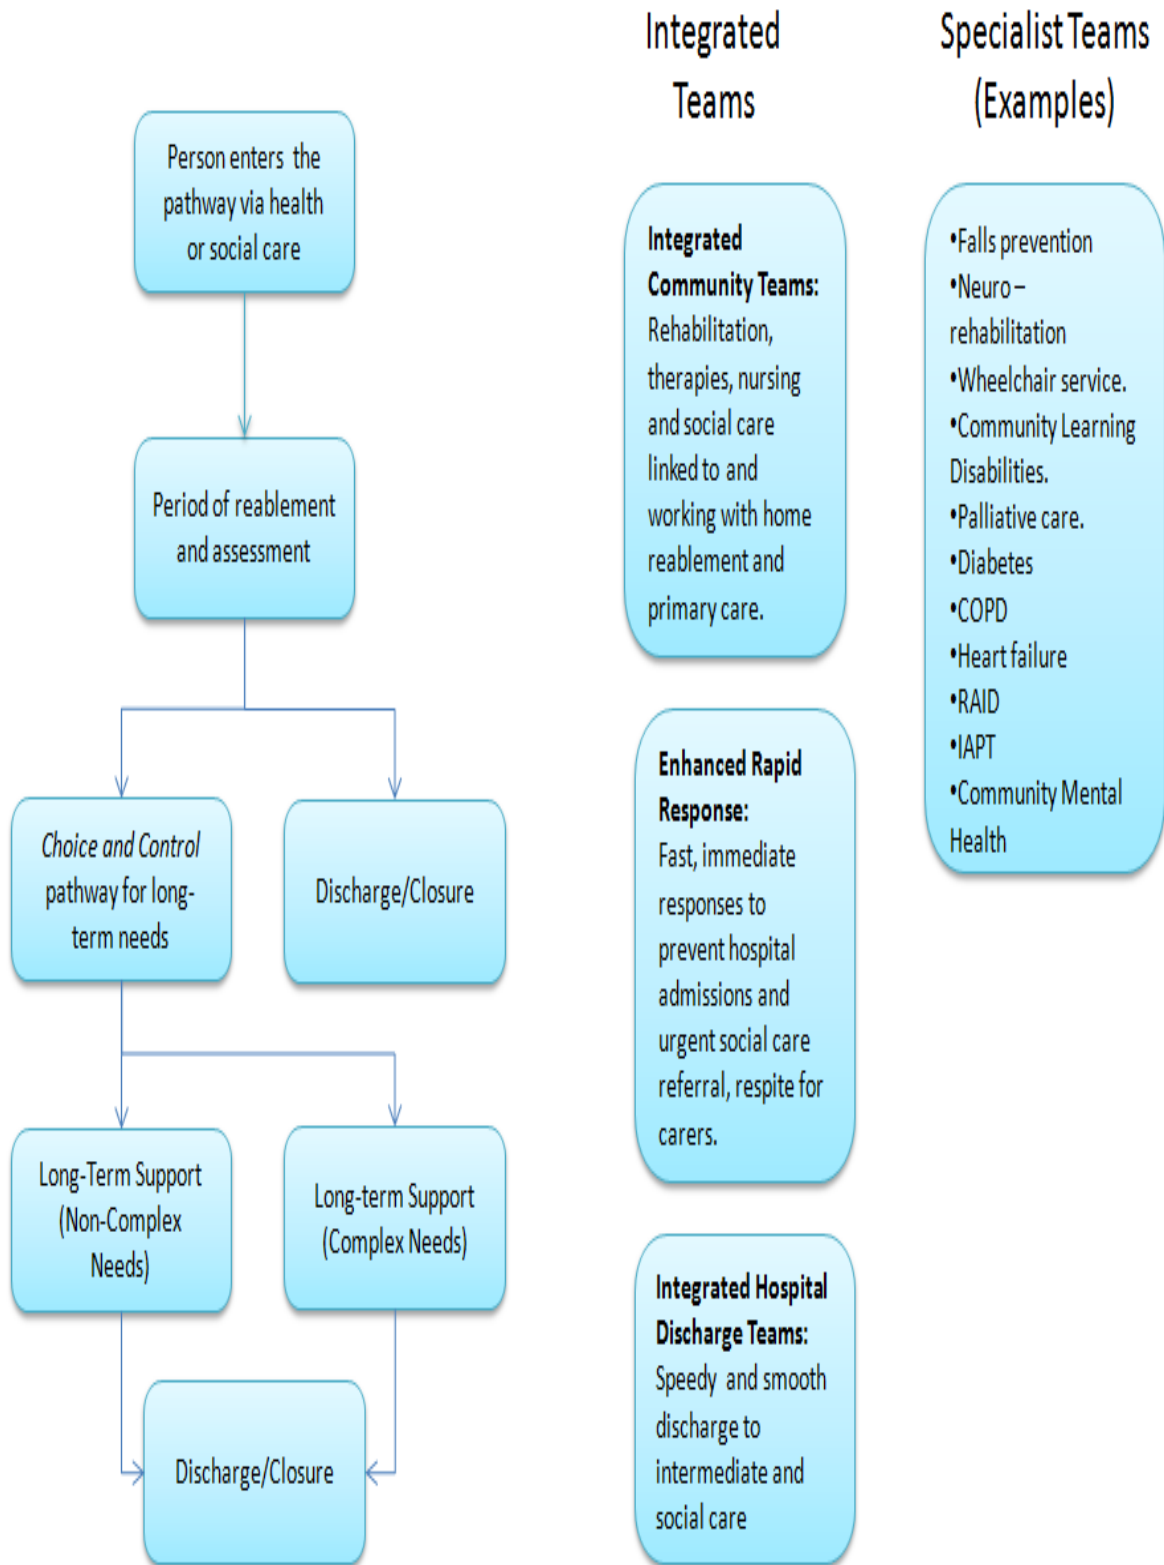 Person enters the
pathway via health
or social care
Period of reablement
and assessment
Choice and Control
pathway for long-
term needs
Discharge/Closure
Long-Term Support
(Non-Complex
Needs)
Long-term Support
(Complex Needs)
Discharge/Closure
Integrated
Teams
Integrated
Community Teams:
Rehabilitation,
therapies, nursing
and social care
linked to and
working with home
reablement and
primary care.
Enhanced Rapid
Response:
Fast, immediate
responses to
prevent hospital
admissions and
urgent social care
referral, respite for
carers.
Integrated Hospital
Discharge Teams:
Speedy and smooth
discharge to
intermediate and
social care
Specialist Teams
(Examples)
•Falls prevention
•Neuro –
rehabilitation
•Wheelchair service.
•Community Learning
Disabilities.
•Palliative care.
•Diabetes
•COPD
•Heart failure
•RAID
•IAPT
•Community Mental
Health